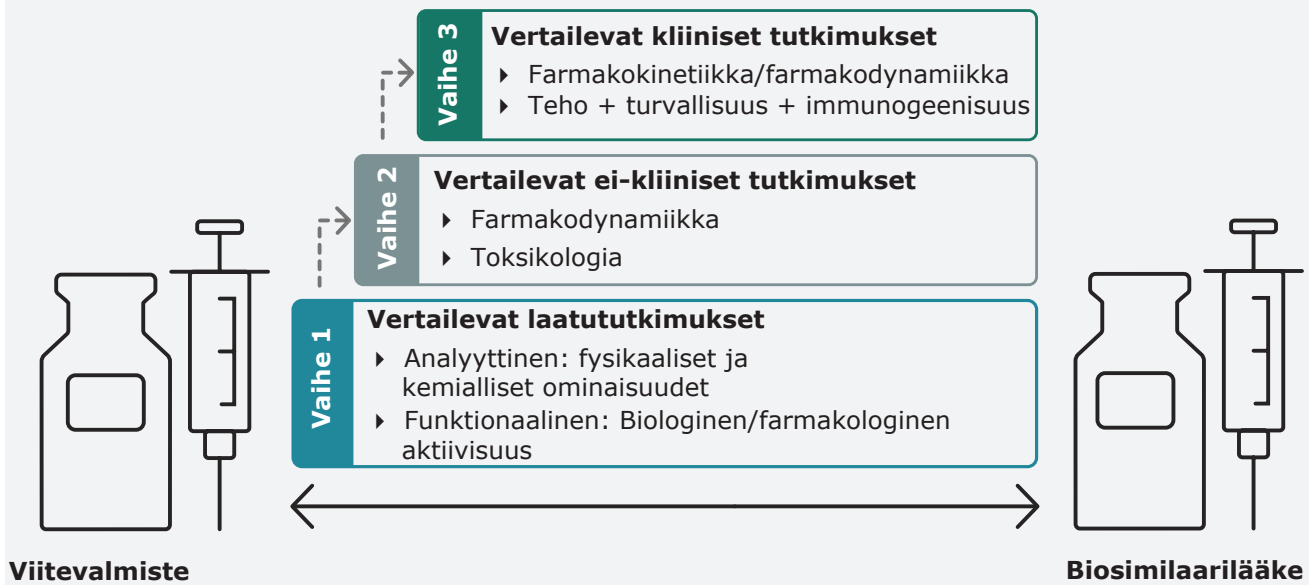 Vaihe 3
Vertailevat kliiniset tutkimukset
Farmakokinetiikka/farmakodynamiikka
Teho + turvallisuus + immunogeenisuus
Vaihe 2
Vertailevat ei-kliiniset tutkimukset
Farmakodynamiikka
Toksikologia
Vaihe 1
Vertailevat laatututkimukset
Analyyttinen: fysikaaliset ja
kemialliset ominaisuudet
Funktionaalinen: Biologinen/farmakologinen
aktiivisuus
Viitevalmiste
Biosimilaarilääke